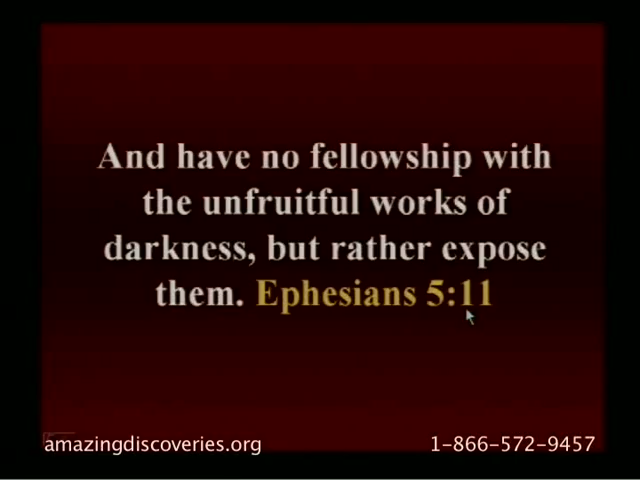 And have no fellowship with
the unfruitful works of
darkness, but rather expose
them. Ephesians 5:11
amazingdiscoveries.org
1-866-572-9457